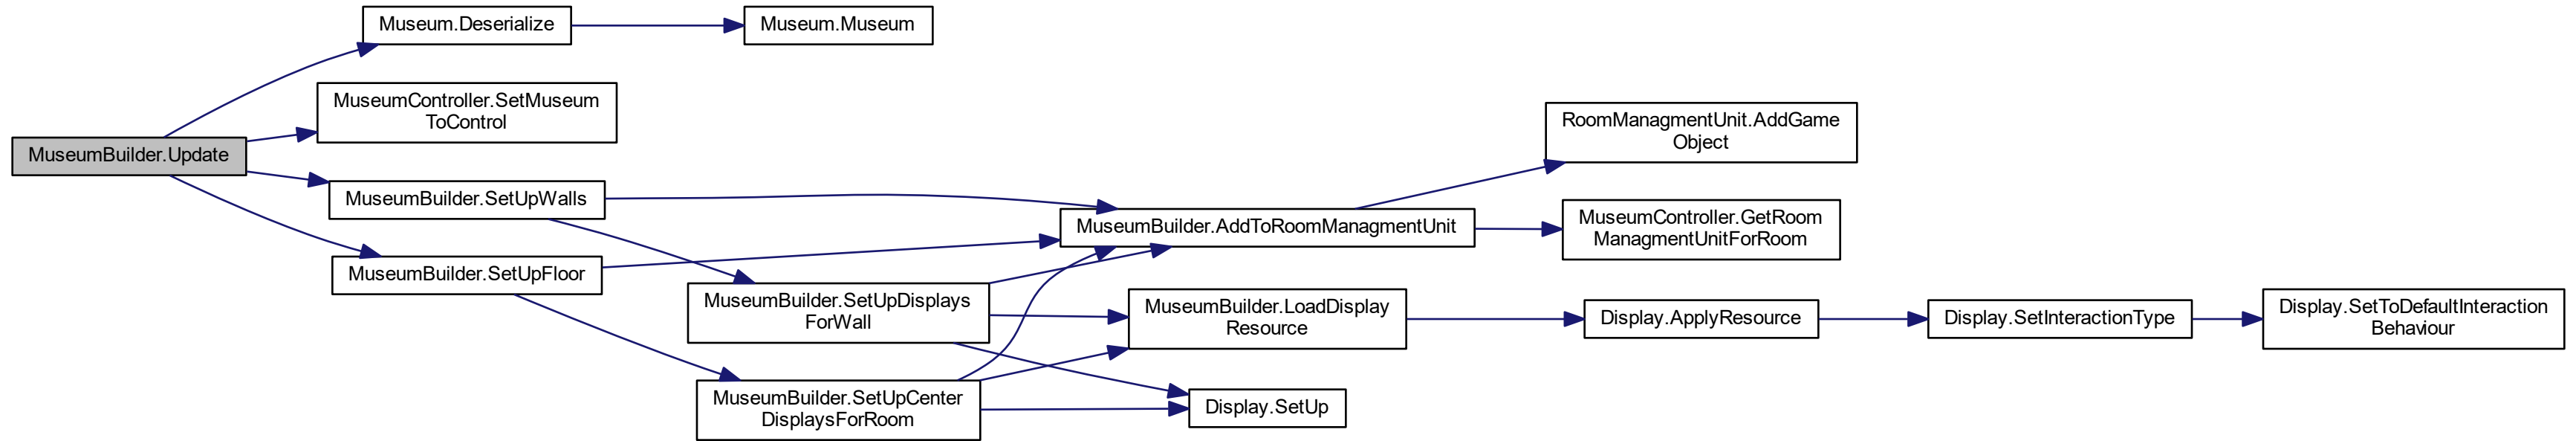 Museum.Deserialize
Museum.Museum
MuseumController.SetMuseum
ToControl
MuseumBuilder.Update
MuseumBuilder.SetUpWalls
MuseumBuilder.SetUpFloor
MuseumBuilder.SetUpDisplays
ForWall
MuseumBuilder.SetUpCenter
DisplaysForRoom
MuseumBuilder.AddToRoomManagmentUnit
MuseumBuilder.LoadDisplay
Resource
Display.SetUp
RoomManagmentUnit.AddGame
Object
MuseumController.GetRoom
ManagmentUnitForRoom
Display.ApplyResource
Display.SetInteractionType
Display.SetToDefaultInteraction
Behaviour